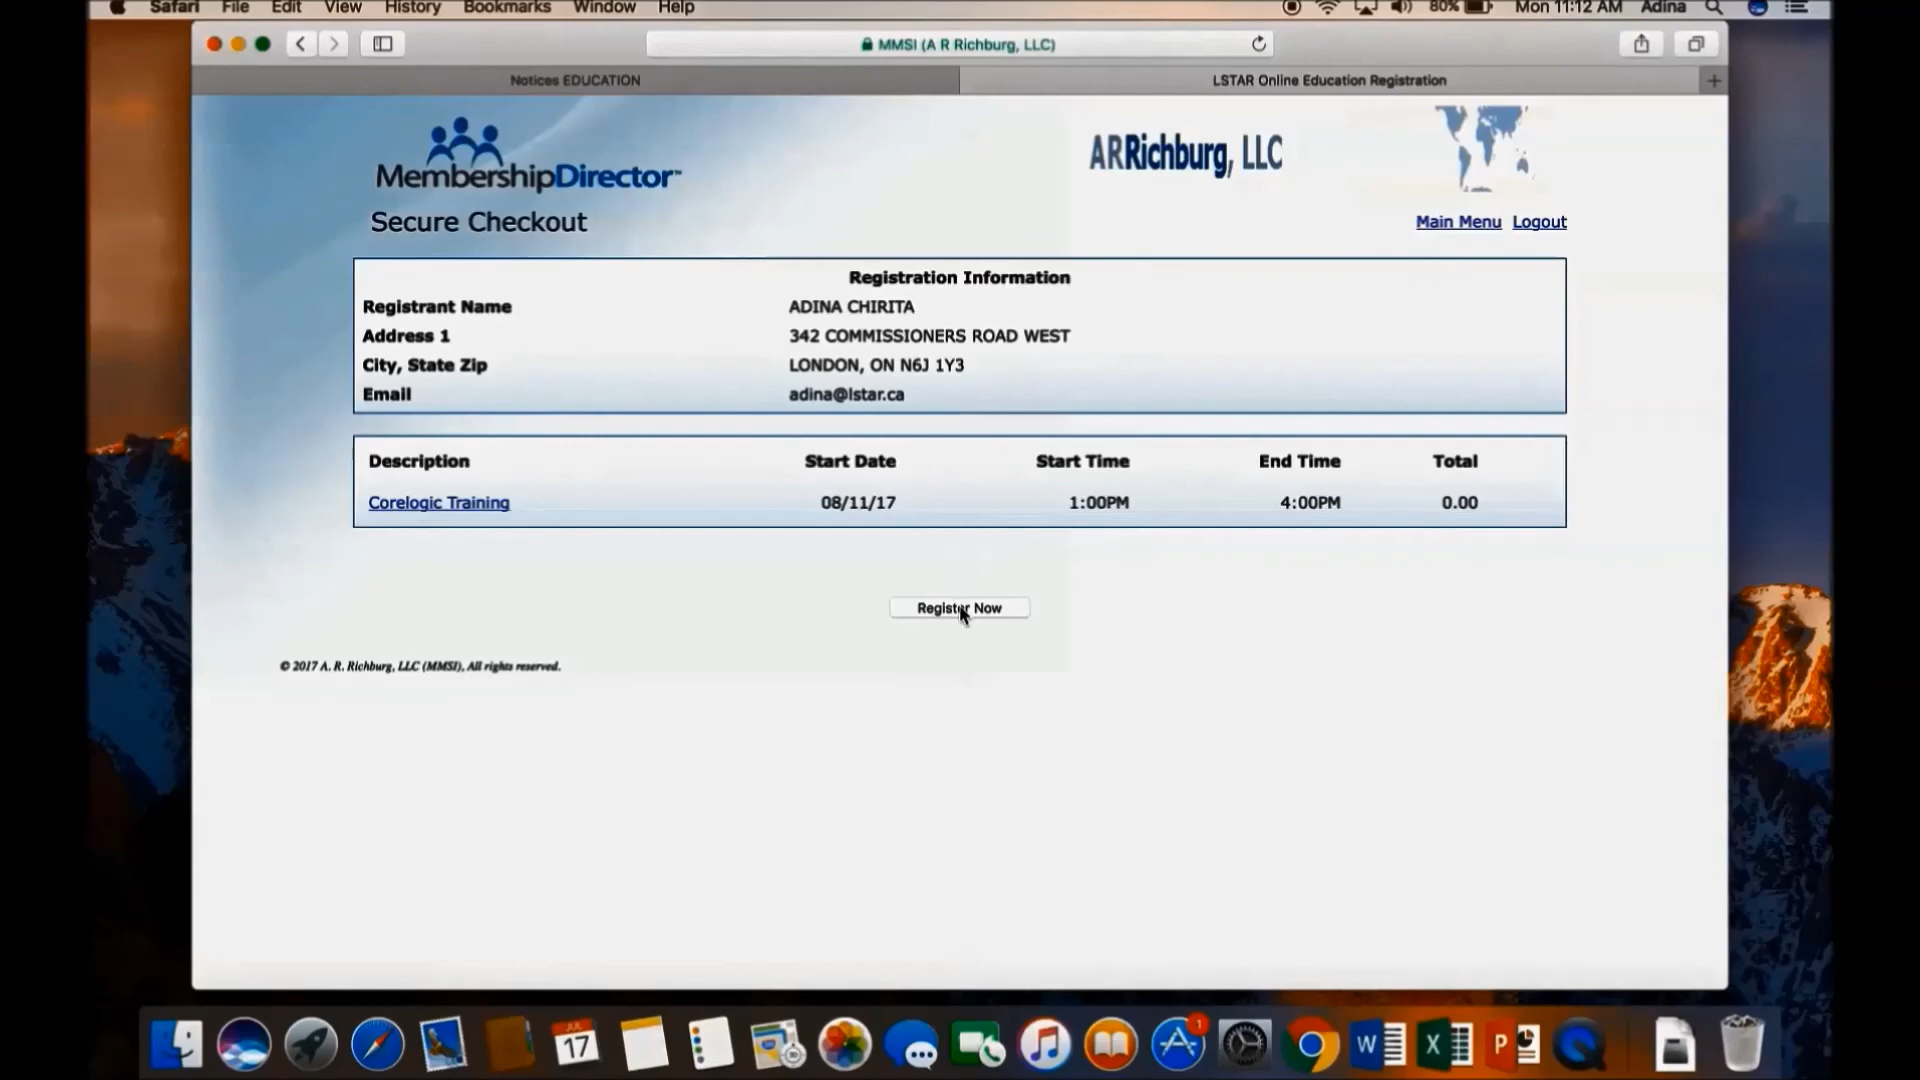 Safari File Edit View History Bookmarks Window Help 80% Mon 11:12 AM Adina
MMSI (A R Richburg, LLC)
Notices EDUCATION LSTAR Online Education Registration
MembershipDirector™ ARRichburg, LLC
Secure Checkout Main Menu Logout
Registration Information
Registrant Name ADINA CHIRITA
Address 1 342 COMMISSIONERS ROAD WEST
City, State Zip LONDON, ON N6J 1Y3
Email adina@lstar.ca
Description Start Date Start Time End Time Total
Corelogic Training 08/11/17 1:00PM 4:00PM 0.00
Register Now
© 2017 A. R. Richburg, LLC (MMSI), All rights reserved.
JUL
17
1
W X P